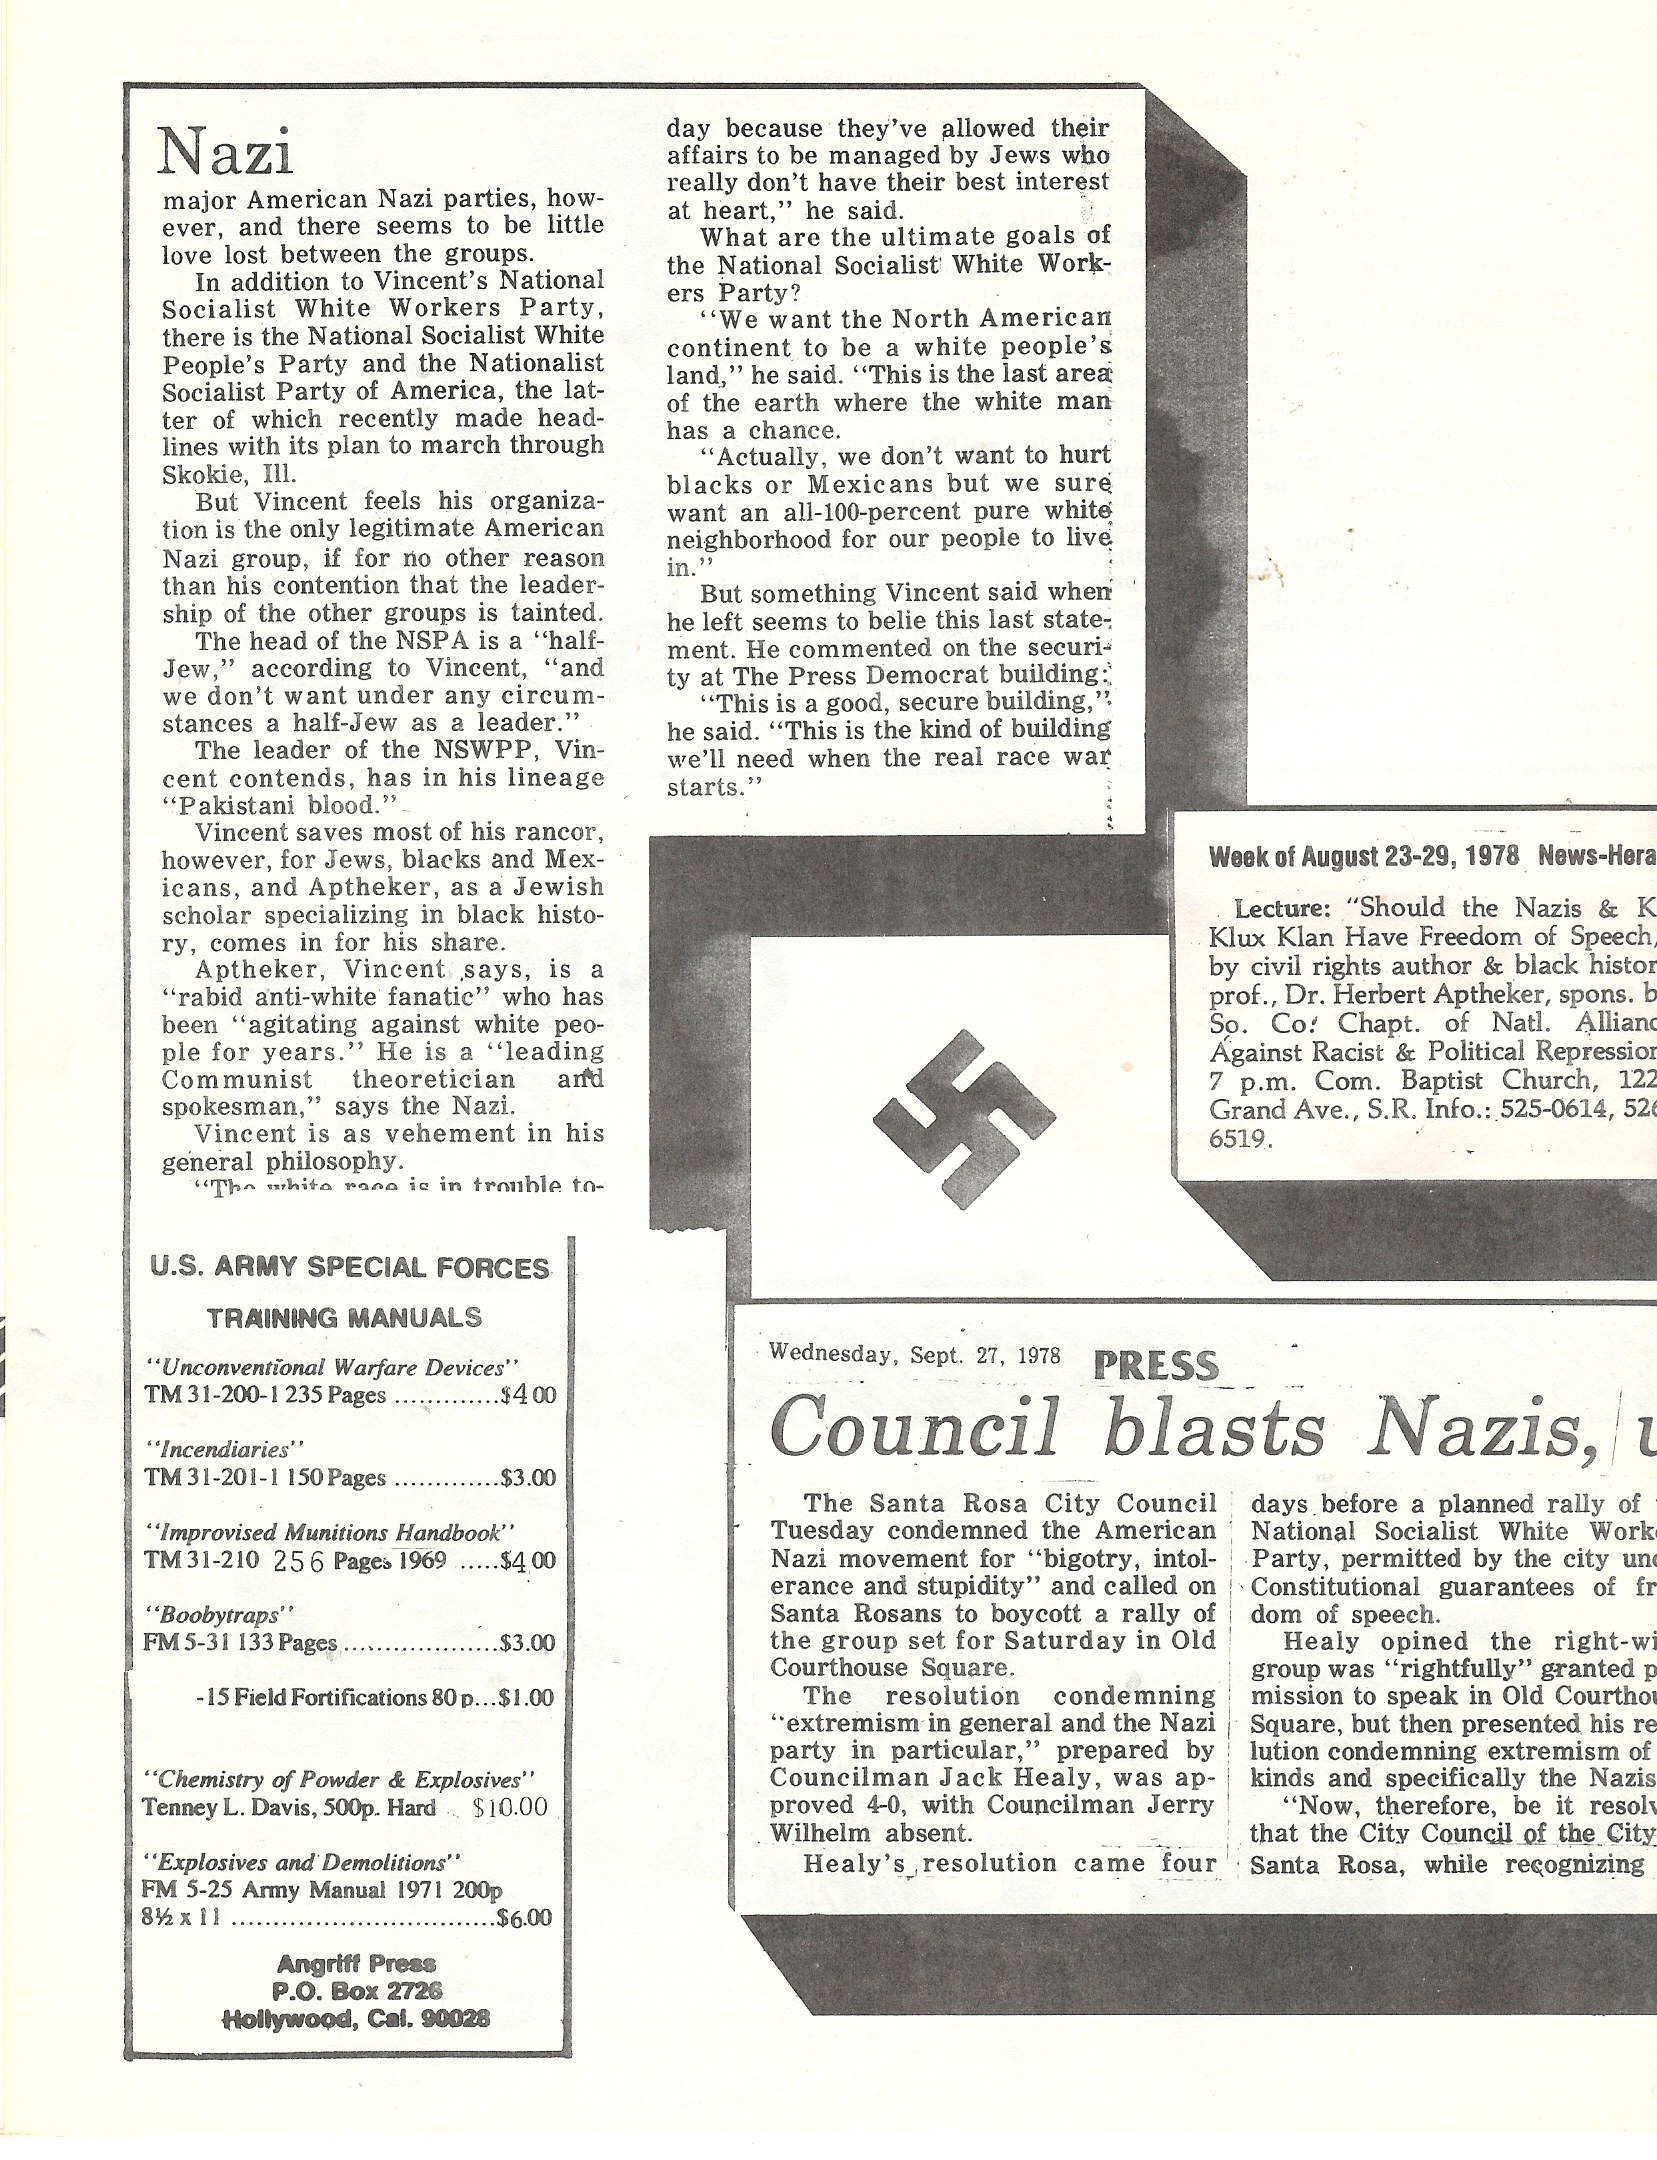 Nazi
major American Nazi parties, how-
ever, and there seems to be little
love lost between the groups.
In addition to Vincent's National
Socialist White Workers Party,
there is the National Socialist White
People's Party and the Nationalist
Socialist Party of America, the lat-
ter of which recently made head-
lines with its plan to march through
Skokie, Ill.
But Vincent feels his organiza-
tion is the only legitimate American
Nazi group, if for no other reason
than his contention that the leader-
ship of the other groups is tainted.
The head of the NSPA is a "half-
Jew," according to Vincent, "and
we don't want under any circum-
stances a half-Jew as a leader."
The leader of the NSWPP, Vin-
cent contends, has in his lineage
"Pakistani blood."
Vincent saves most of his rancor,
however, for Jews, blacks and Mex-
icans, and Aptheker, as a Jewish
scholar specializing in black histo-
ry, comes in for his share.
Aptheker, Vincent says, is a
"rabid anti-white fanatic" who has
been "agitating against white peo-
ple for years." He is a "leading
Communist theoretician and
spokesman," says the Nazi.
Vincent is as vehement in his
general philosophy.
"The white race is in trouble to-
day because they've allowed their
affairs to be managed by Jews who
really don't have their best interest
at heart," he said.
What are the ultimate goals of
the National Socialist White Work-
ers Party?
"We want the North American
continent to be a white people's
land," he said. "This is the last area
of the earth where the white man
has a chance.
"Actually, we don't want to hurt
blacks or Mexicans but we sure
want an all-100-percent pure white
neighborhood for our people to live
in."
But something Vincent said when
he left seems to belie this last state-
ment. He commented on the securi-
ty at The Press Democrat building:
"This is a good, secure building,"
he said. "This is the kind of building
we'll need when the real race war
starts."
U.S. ARMY SPECIAL FORCES
TRAINING MANUALS
"Unconventional Warfare Devices"
TM 31-200-1 235 Pages .............$4 00
"Incendiaries"
TM 31-201-1 150 Pages .............$3.00
"Improvised Munitions Handbook"
TM 31-210 256 Pages 1969 .....$4.00
"Boobytraps"
FM 5-31 133 Pages ...................$3.00
-15 Field Fortifications 80 p...$1.00
"Chemistry of Powder & Explosives"
Tenney L. Davis, 500p. Hard $10.00
"Explosives and Demolitions"
FM 5-25 Army Manual 1971 200p
8½ x 11 ................................$6.00
Angriff Press
P.O. Box 2726
Hollywood, Cal. 90028
Week of August 23-29, 1978 News-Hera
Lecture: "Should the Nazis & K
Klux Klan Have Freedom of Speech,
by civil rights author & black histor
prof., Dr. Herbert Aptheker, spons. b
So. Co. Chapt. of Natl. Allianc
Against Racist & Political Repression
7 p.m. Com. Baptist Church, 122
Grand Ave., S.R. Info.: 525-0614, 526
6519.
Wednesday, Sept. 27, 1978 PRESS
Council blasts Nazis, u
The Santa Rosa City Council
Tuesday condemned the American
Nazi movement for "bigotry, intol-
erance and stupidity" and called on
Santa Rosans to boycott a rally of
the group set for Saturday in Old
Courthouse Square.
The resolution condemning
"extremism in general and the Nazi
party in particular," prepared by
Councilman Jack Healy, was ap-
proved 4-0, with Councilman Jerry
Wilhelm absent.
Healy's resolution came four
days before a planned rally of
National Socialist White Work
Party, permitted by the city und
Constitutional guarantees of fr
dom of speech.
Healy opined the right-wi
group was "rightfully" granted p
mission to speak in Old Courthou
Square, but then presented his re
lution condemning extremism of
kinds and specifically the Nazis
"Now, therefore, be it resolv
that the City Council of the City
Santa Rosa, while recognizing